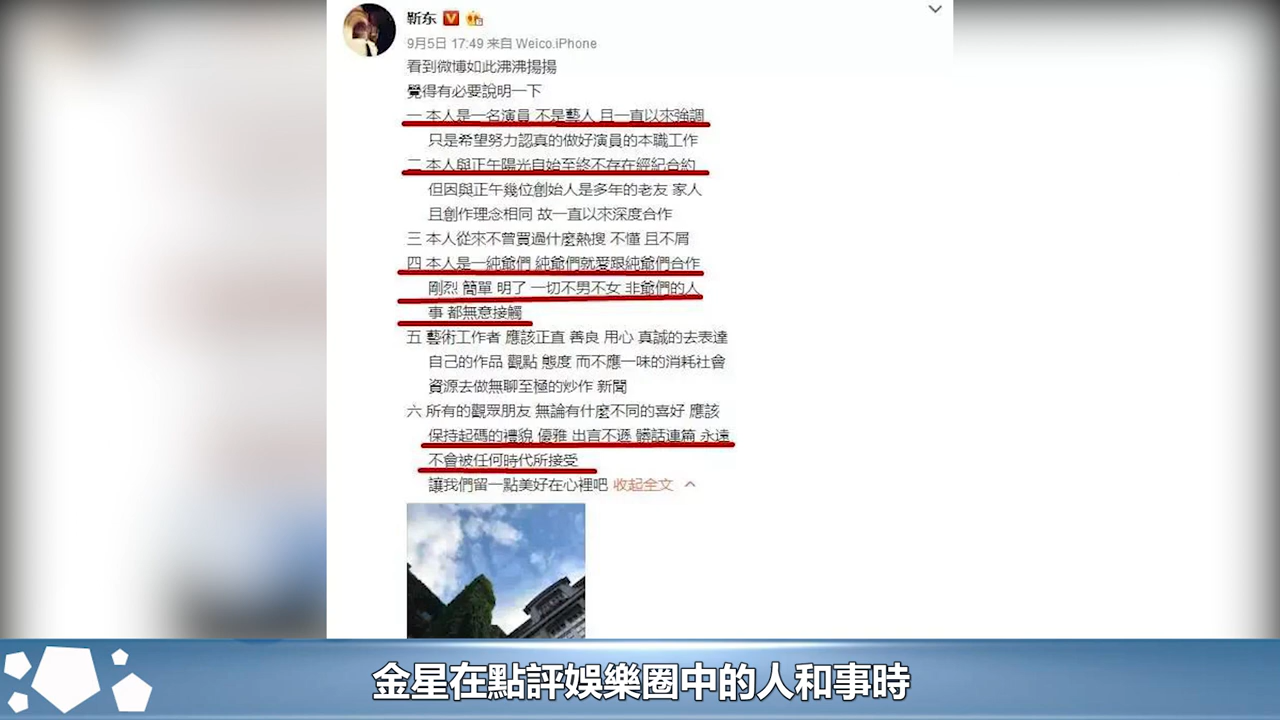 靳东
9月5日 17:49 来自 Weico.iPhone
看到微博如此沸沸揚揚
覺得有必要說明一下
一 本人是一名演員 不是藝人 且一直以來強調
只是希望努力認真的做好演員的本職工作
二 本人與正午陽光自始至終不存在經紀合約
但因與正午幾位創始人是多年的老友 家人
且創作理念相同 故一直以來深度合作
三 本人從來不曾買過什麼熱搜 不懂 且不屑
四 本人是一純爺們 純爺們就愛跟純爺們合作
剛烈 簡單 明了 一切不男不女 非爺們的人
事 都無意接觸
五 藝術工作者 應該正直 善良 用心 真誠的去表達
自己的作品 觀點 態度 而不應一味的消耗社會
資源去做無聊至極的炒作 新聞
六 所有的觀眾朋友 無論有什麼不同的喜好 應該
保持起碼的禮貌 優雅 出言不遜 髒話連篇 永遠
不會被任何時代所接受
讓我們留一點美好在心裡吧 收起全文
金星在點評娛樂圈中的人和事時